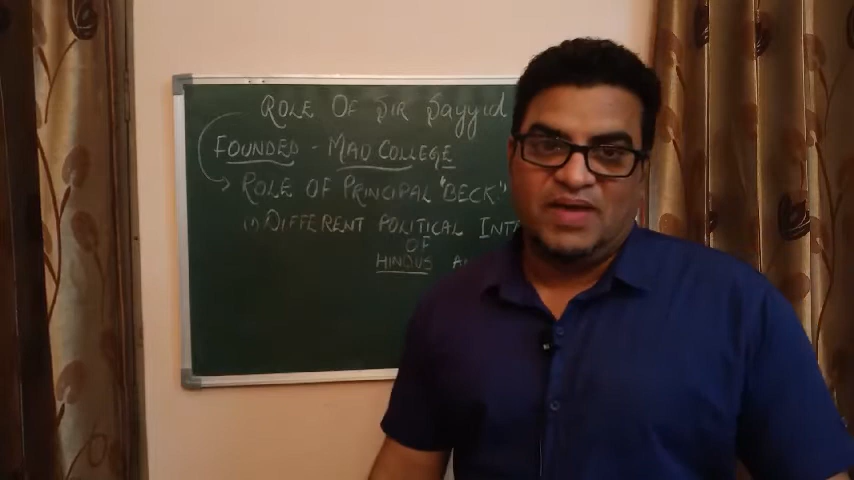 ROLE OF SIR Sayyid
FOUNDED - MAO COLLEGE
ROLE OF PRINCIPAL "BECK"
(1) DIFFERENT POLITICAL
OF
HINDUS